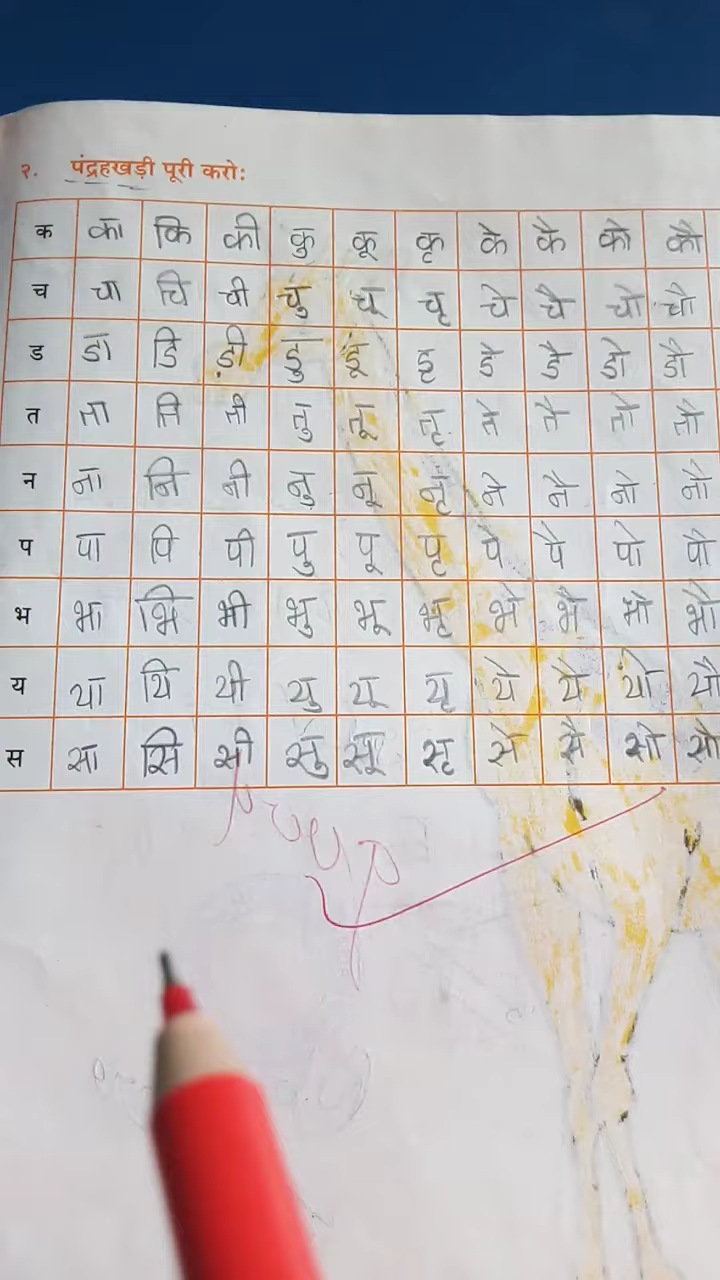 २. पंद्रहखड़ी पूरी करो:
क का कि की कु कू कृ के कै को कौ
च चा चि ची चु चू चृ चे चै चो चौ
ड डा डि डी डु डू डृ डे डै डो डौ
त ता ति ती तु तू तृ ते तै तो तौ
न ना नि नी नु नू नृ ने नै नो नौ
प पा पि पी पु पू पृ पे पै पो पौ
भ भा भि भी भु भू भृ भे भै भो भौ
य या यि यी यु यू यृ ये यै यो यौ
स सा सि सी सु सू सृ से सै सो सौ